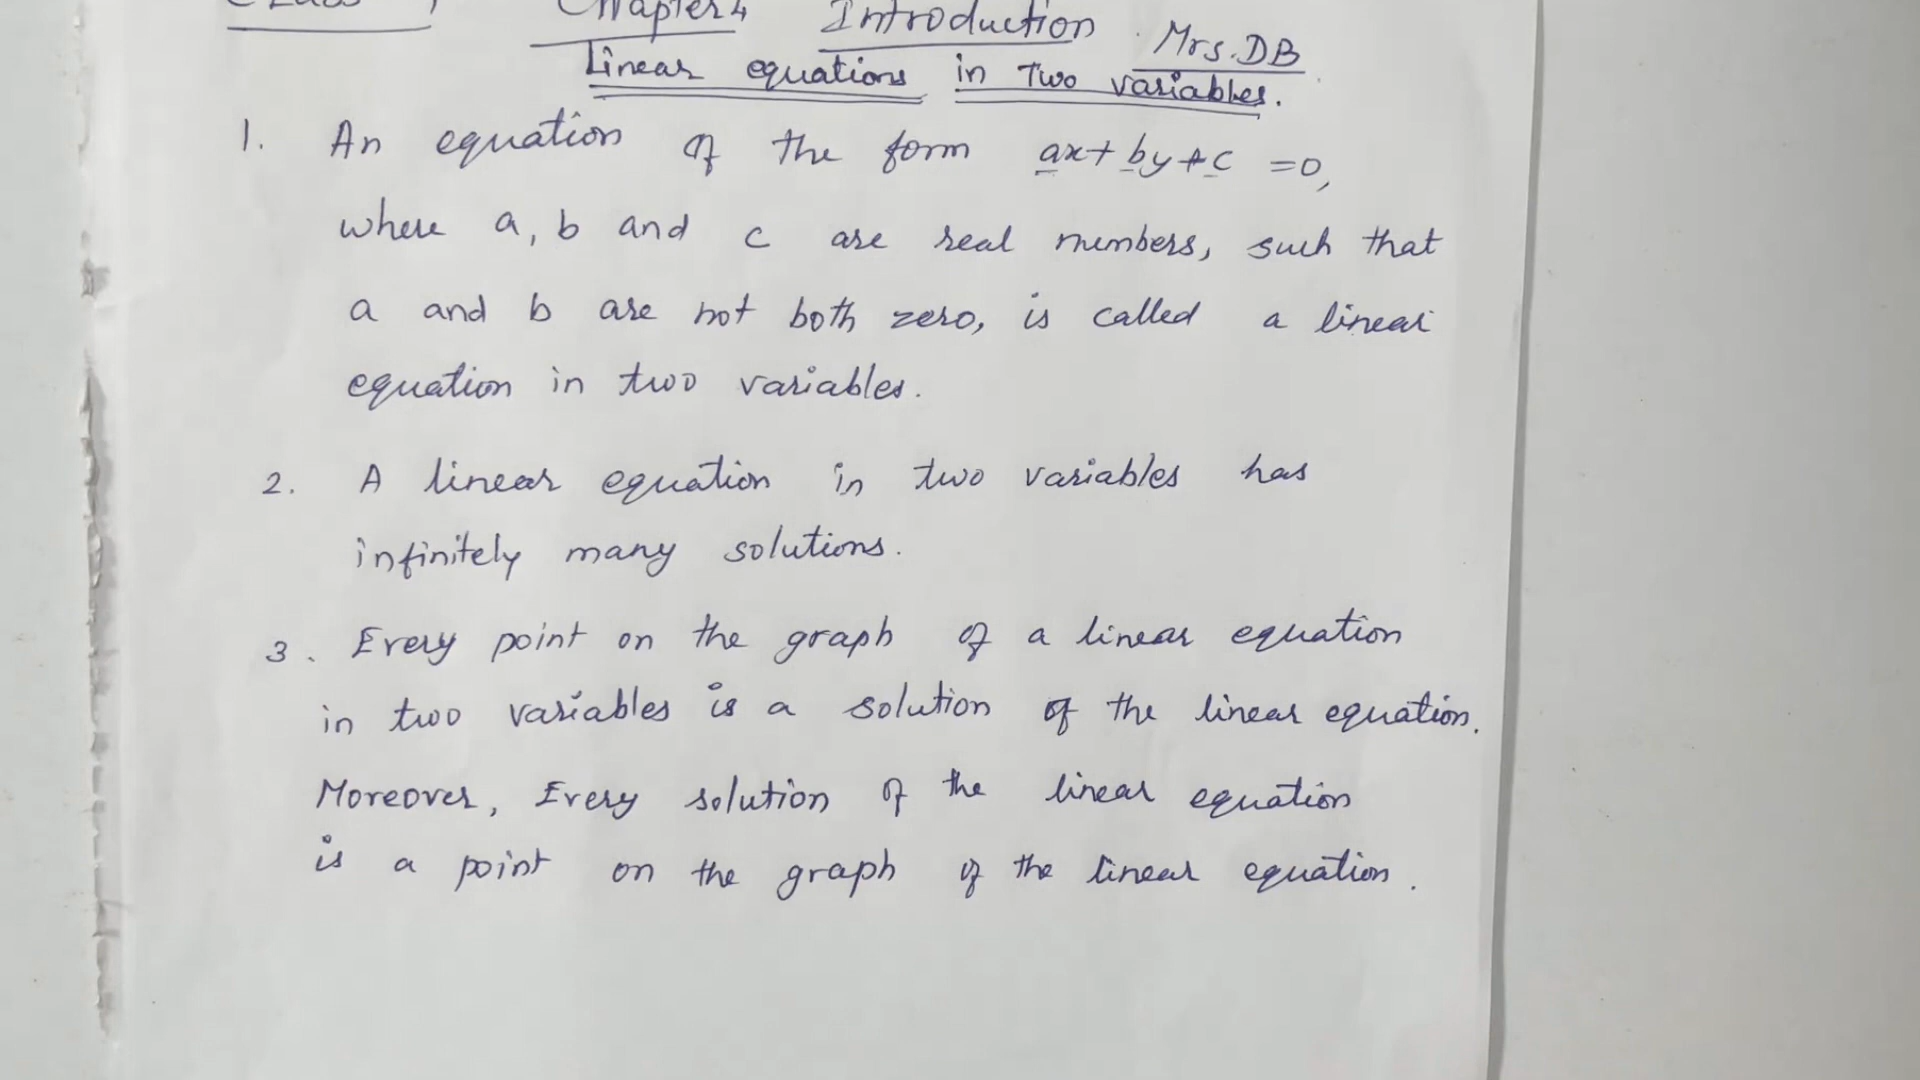 Class
Chapter 4 Introduction Mrs. DB
Linear equations in Two variables.
1. An equation of the form ax + by + c = 0,
where a, b and c are real numbers, such that
a and b are not both zero, is called a linear
equation in two variables.
2. A linear equation in two variables has
infinitely many solutions.
3. Every point on the graph of a linear equation
in two variables is a solution of the linear equation.
Moreover, Every solution of the linear equation
is a point on the graph of the linear equation.